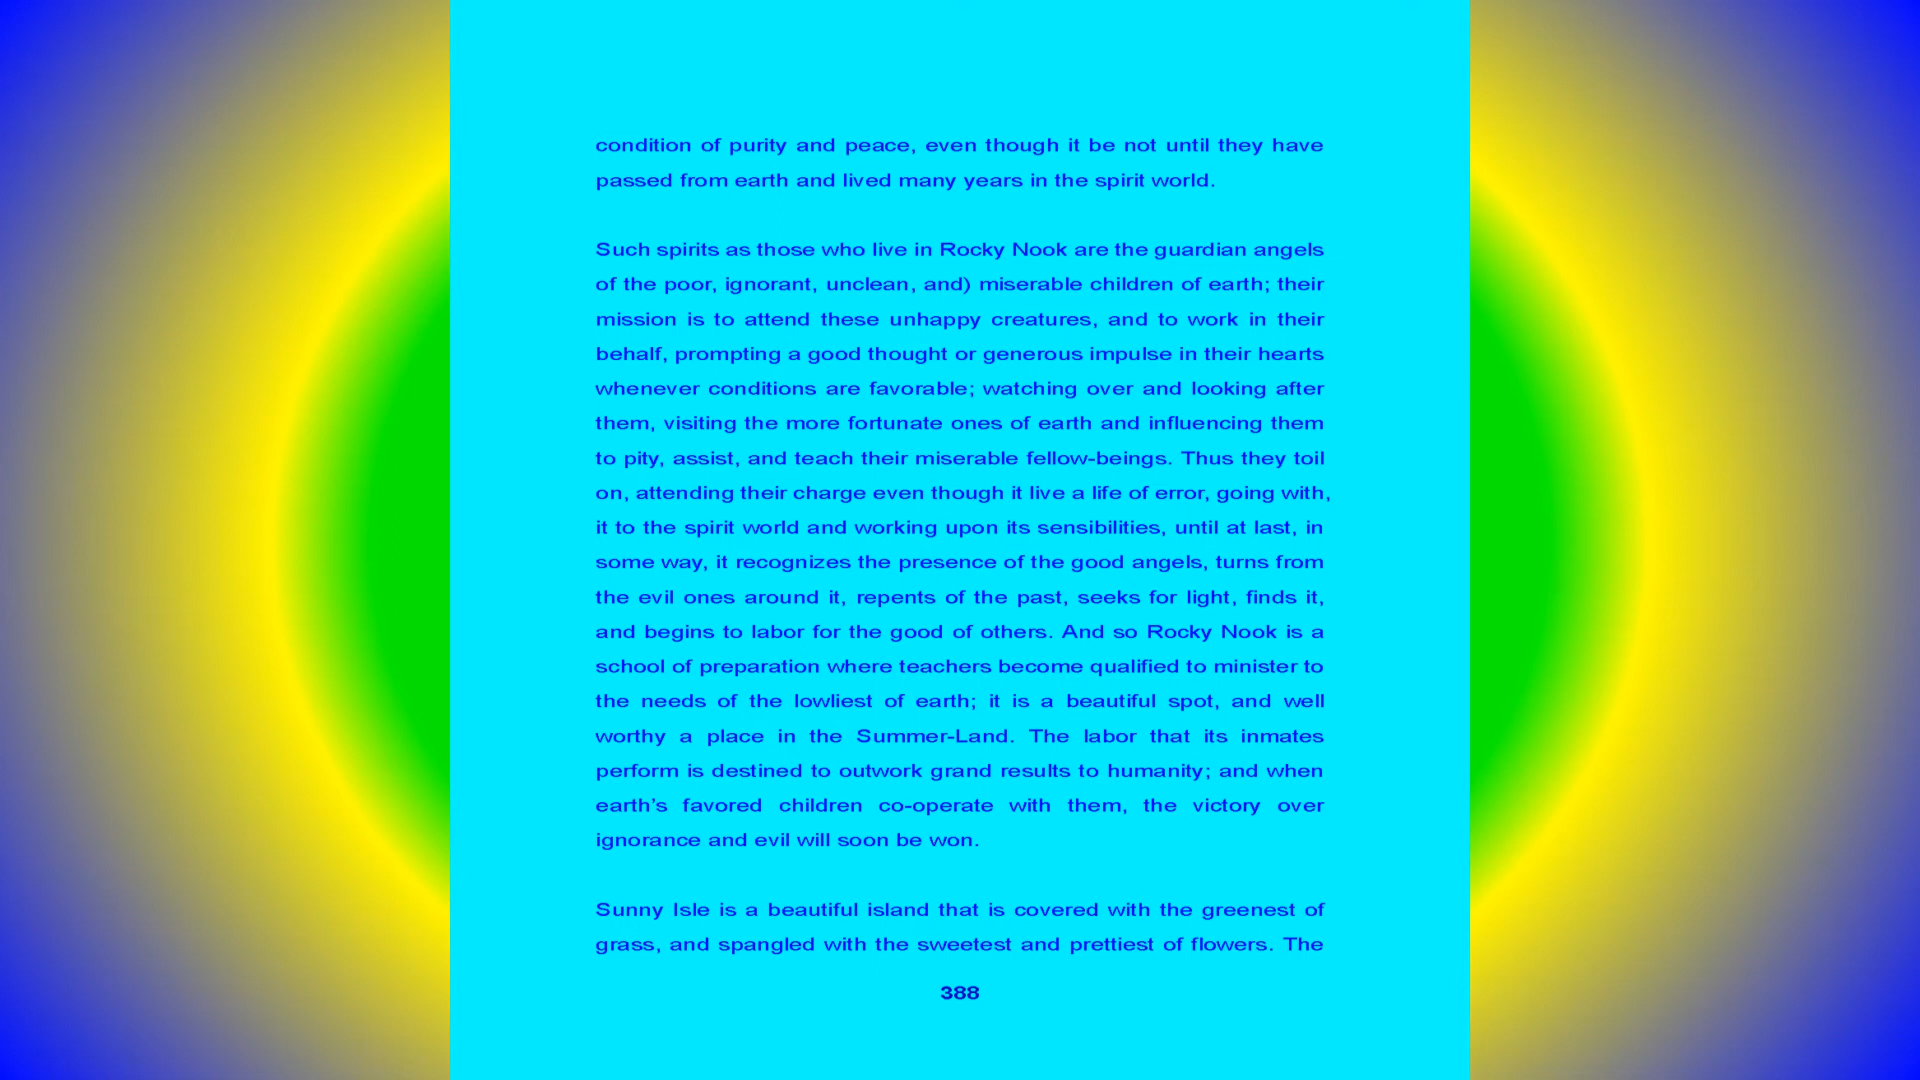 condition of purity and peace, even though it be not until they have
passed from earth and lived many years in the spirit world.
Such spirits as those who live in Rocky Nook are the guardian angels
of the poor, ignorant, unclean, and) miserable children of earth; their
mission is to attend these unhappy creatures, and to work in their
behalf, prompting a good thought or generous impulse in their hearts
whenever conditions are favorable; watching over and looking after
them, visiting the more fortunate ones of earth and influencing them
to pity, assist, and teach their miserable fellow-beings. Thus they toil
on, attending their charge even though it live a life of error, going with,
it to the spirit world and working upon its sensibilities, until at last, in
some way, it recognizes the presence of the good angels, turns from
the evil ones around it, repents of the past, seeks for light, finds it,
and begins to labor for the good of others. And so Rocky Nook is a
school of preparation where teachers become qualified to minister to
the needs of the lowliest of earth; it is a beautiful spot, and well
worthy a place in the Summer-Land. The labor that its inmates
perform is destined to outwork grand results to humanity; and when
earth’s favored children co-operate with them, the victory over
ignorance and evil will soon be won.
Sunny Isle is a beautiful island that is covered with the greenest of
grass, and spangled with the sweetest and prettiest of flowers. The
388